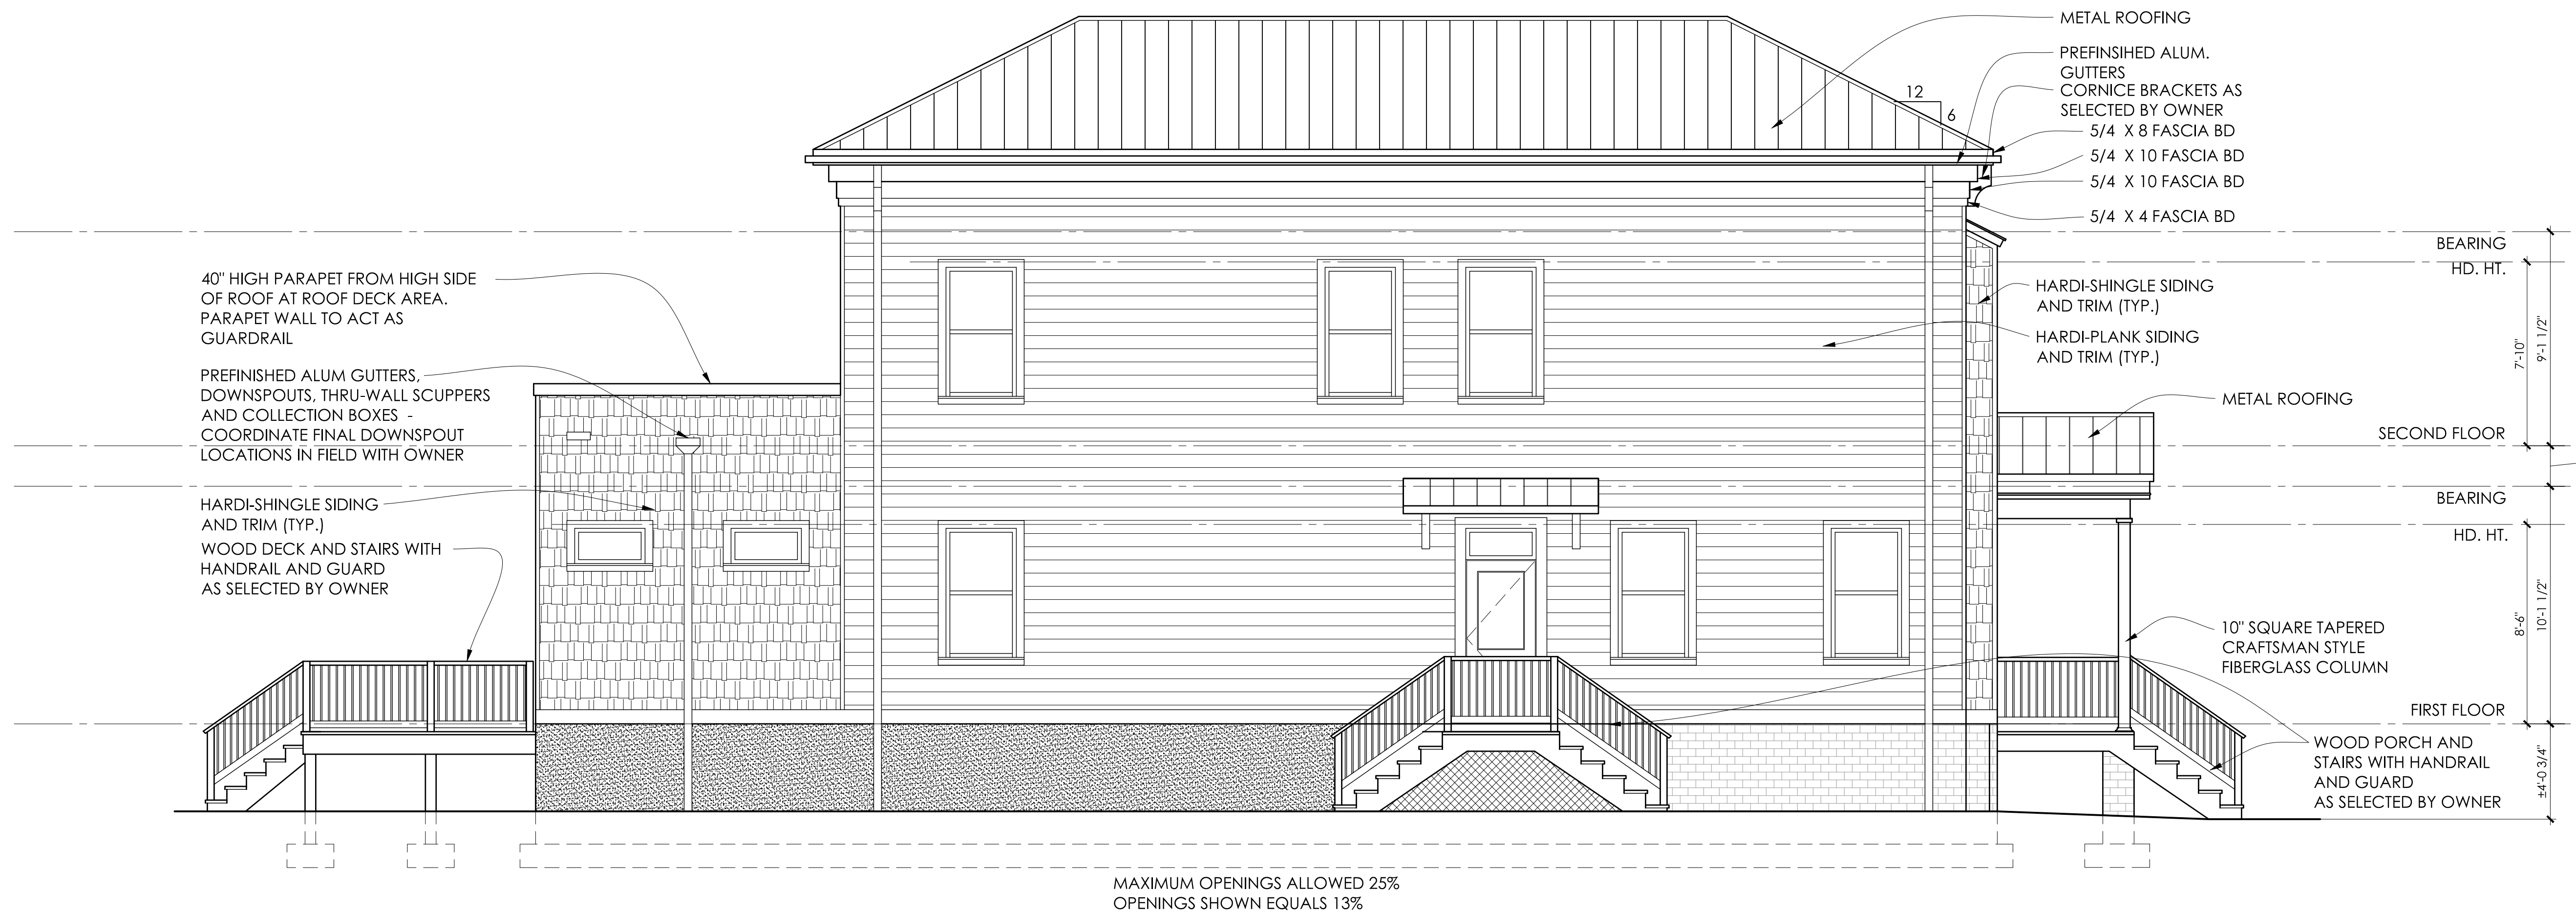 METAL ROOFING
PREFINSIHED ALUM.
GUTTERS
CORNICE BRACKETS AS
SELECTED BY OWNER
12
6
5/4 X 8 FASCIA BD
5/4 X 10 FASCIA BD
5/4 X 10 FASCIA BD
5/4 X 4 FASCIA BD
BEARING
HD. HT.
40" HIGH PARAPET FROM HIGH SIDE
OF ROOF AT ROOF DECK AREA.
PARAPET WALL TO ACT AS
GUARDRAIL
HARDI-SHINGLE SIDING
AND TRIM (TYP.)
HARDI-PLANK SIDING
AND TRIM (TYP.)
7'-10"
9'-1 1/2"
PREFINISHED ALUM GUTTERS,
DOWNSPOUTS, THRU-WALL SCUPPERS
AND COLLECTION BOXES -
COORDINATE FINAL DOWNSPOUT
LOCATIONS IN FIELD WITH OWNER
METAL ROOFING
SECOND FLOOR
HARDI-SHINGLE SIDING
AND TRIM (TYP.)
BEARING
HD. HT.
WOOD DECK AND STAIRS WITH
HANDRAIL AND GUARD
AS SELECTED BY OWNER
8'-6"
10'-1 1/2"
10" SQUARE TAPERED
CRAFTSMAN STYLE
FIBERGLASS COLUMN
FIRST FLOOR
WOOD PORCH AND
STAIRS WITH HANDRAIL
AND GUARD
AS SELECTED BY OWNER
±4'-0 3/4"
MAXIMUM OPENINGS ALLOWED 25%
OPENINGS SHOWN EQUALS 13%